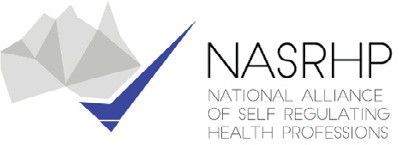 NASRHP
NATIONAL ALLIANCE
OF SELF REGULATING
HEALTH PROFESSIONS